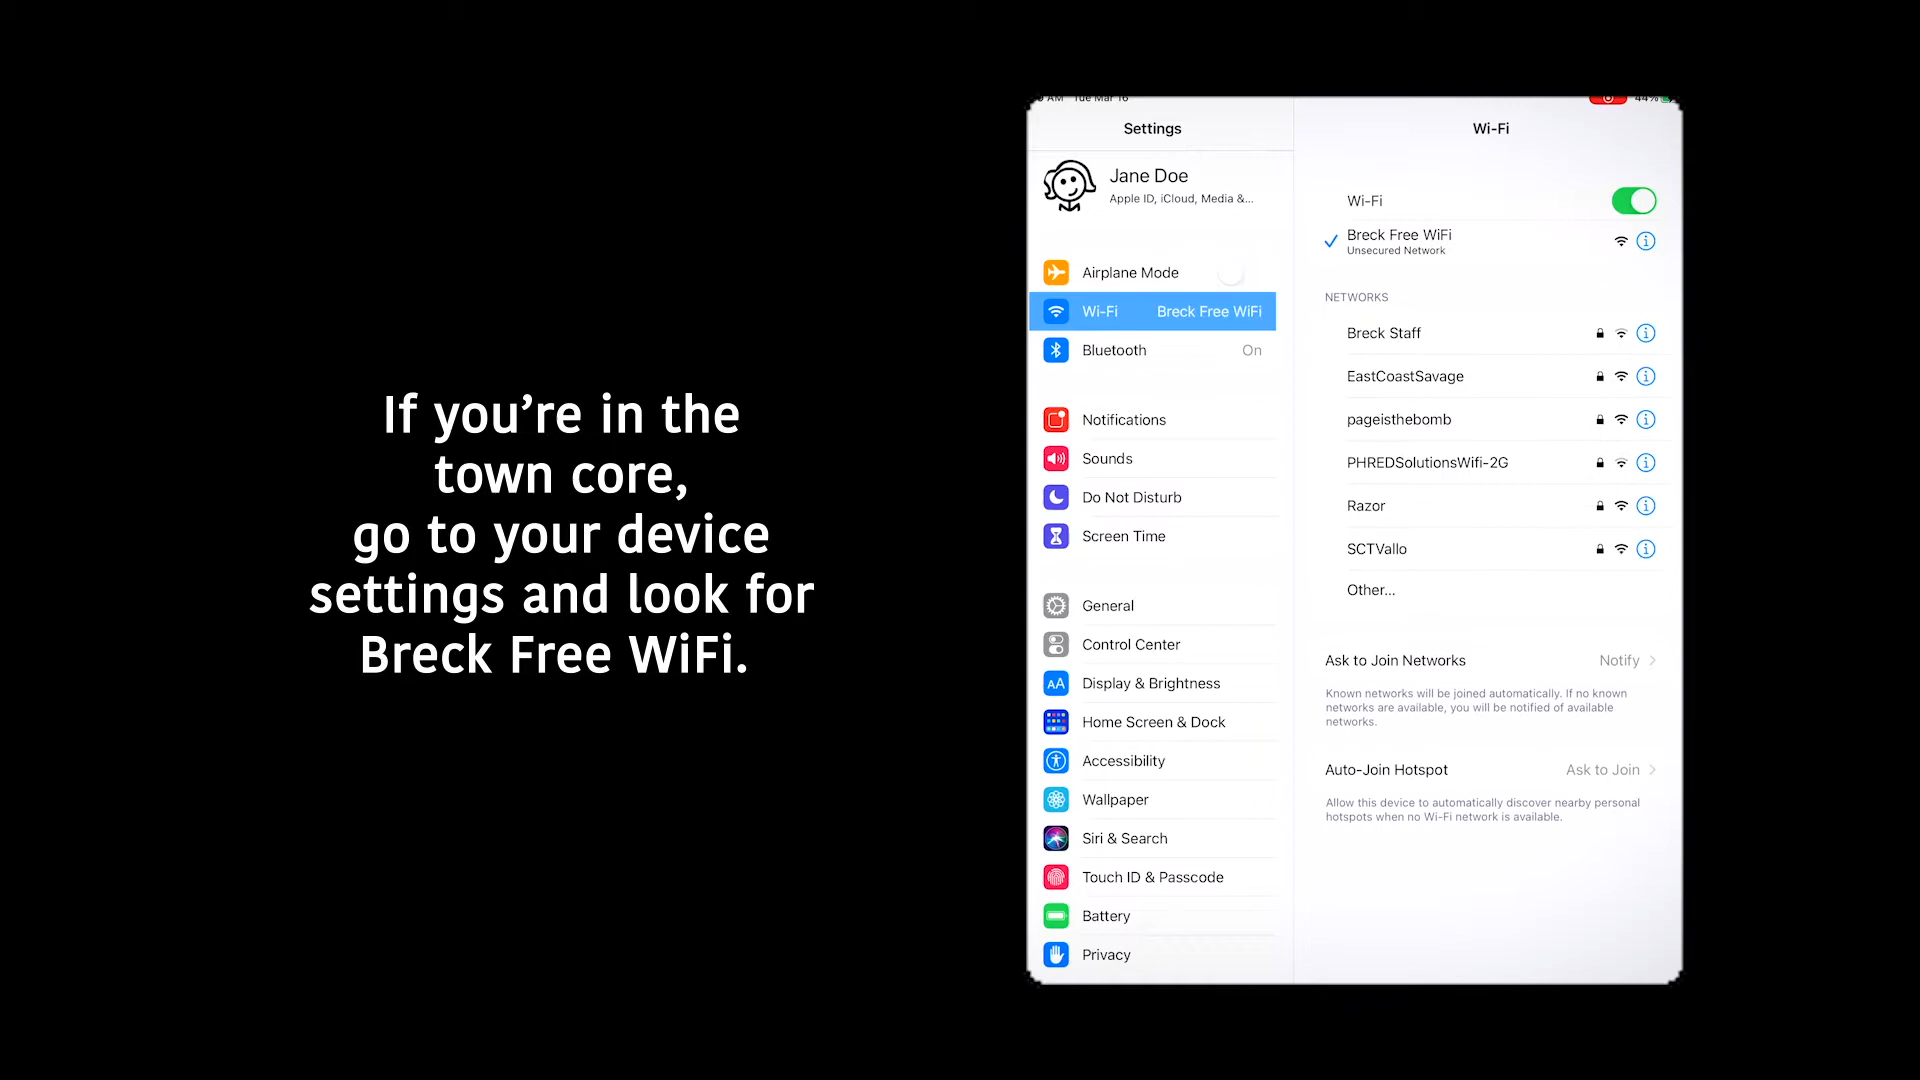 If you’re in the
town core,
go to your device
settings and look for
Breck Free WiFi.
AM Tue Mar 16
44%
Settings
Jane Doe
Apple ID, iCloud, Media &...
Airplane Mode
Wi-Fi Breck Free WiFi
Bluetooth On
Notifications
Sounds
Do Not Disturb
Screen Time
General
Control Center
Display & Brightness
Home Screen & Dock
Accessibility
Wallpaper
Siri & Search
Touch ID & Passcode
Battery
Privacy
Wi-Fi
Wi-Fi
Breck Free WiFi
Unsecured Network
NETWORKS
Breck Staff
EastCoastSavage
pageisthebomb
PHREDSolutionsWifi-2G
Razor
SCTVallo
Other...
Ask to Join Networks Notify
Known networks will be joined automatically. If no known
networks are available, you will be notified of available
networks.
Auto-Join Hotspot Ask to Join
Allow this device to automatically discover nearby personal
hotspots when no Wi-Fi network is available.